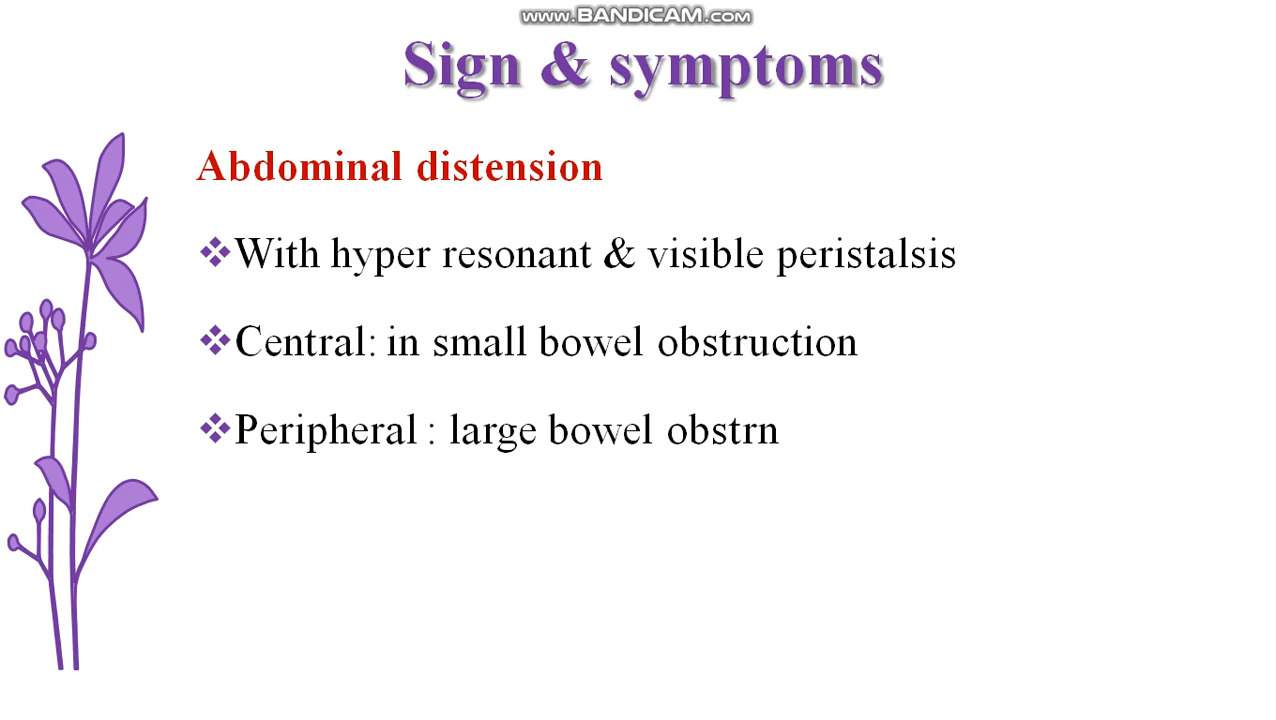 www.BANDICAM.com
Sign & symptoms
Abdominal distension
❖With hyper resonant & visible peristalsis
❖Central: in small bowel obstruction
❖Peripheral : large bowel obstrn